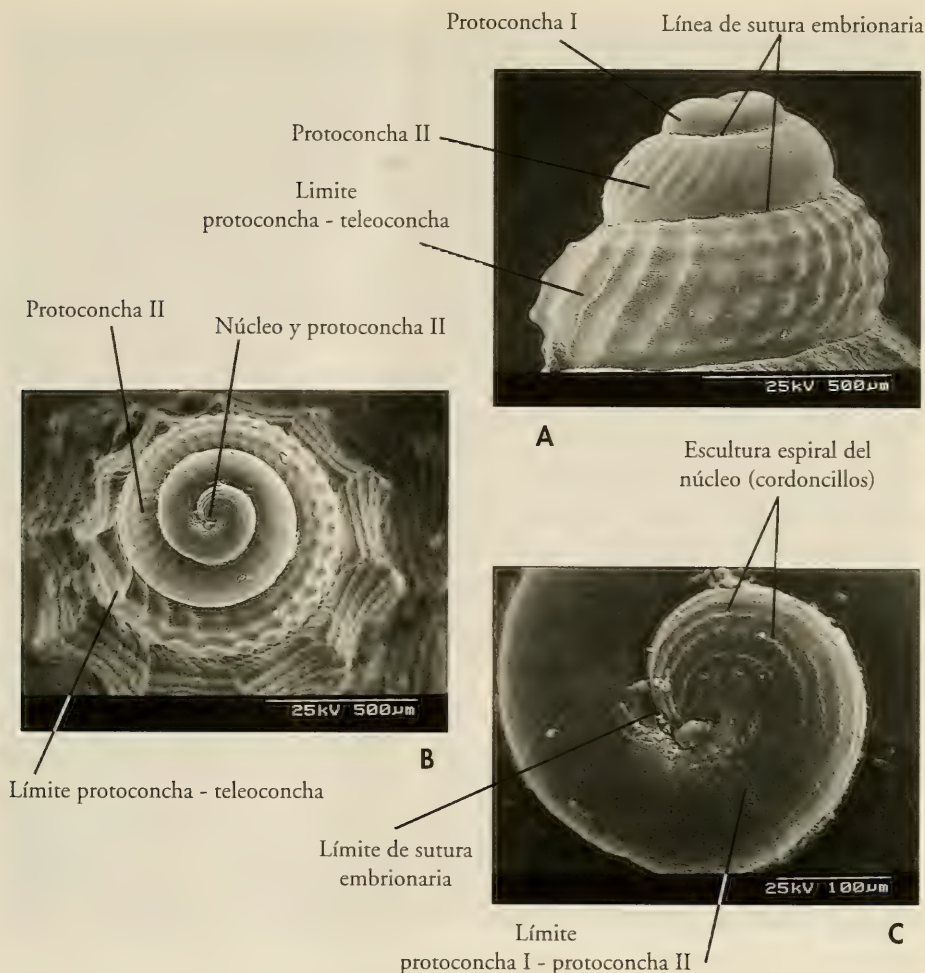 Protoconcha I
Línea de sutura embrionaria
Protoconcha II
Limite
protoconcha - teleoconcha
25kV 500µm
A
Protoconcha II
Núcleo y protoconcha II
25kV 500µm
B
Límite protoconcha - teleoconcha
Escultura espiral del
núcleo (cordoncillos)
Límite de sutura
embrionaria
25kV 100µm
C
Límite
protoconcha I - protoconcha II